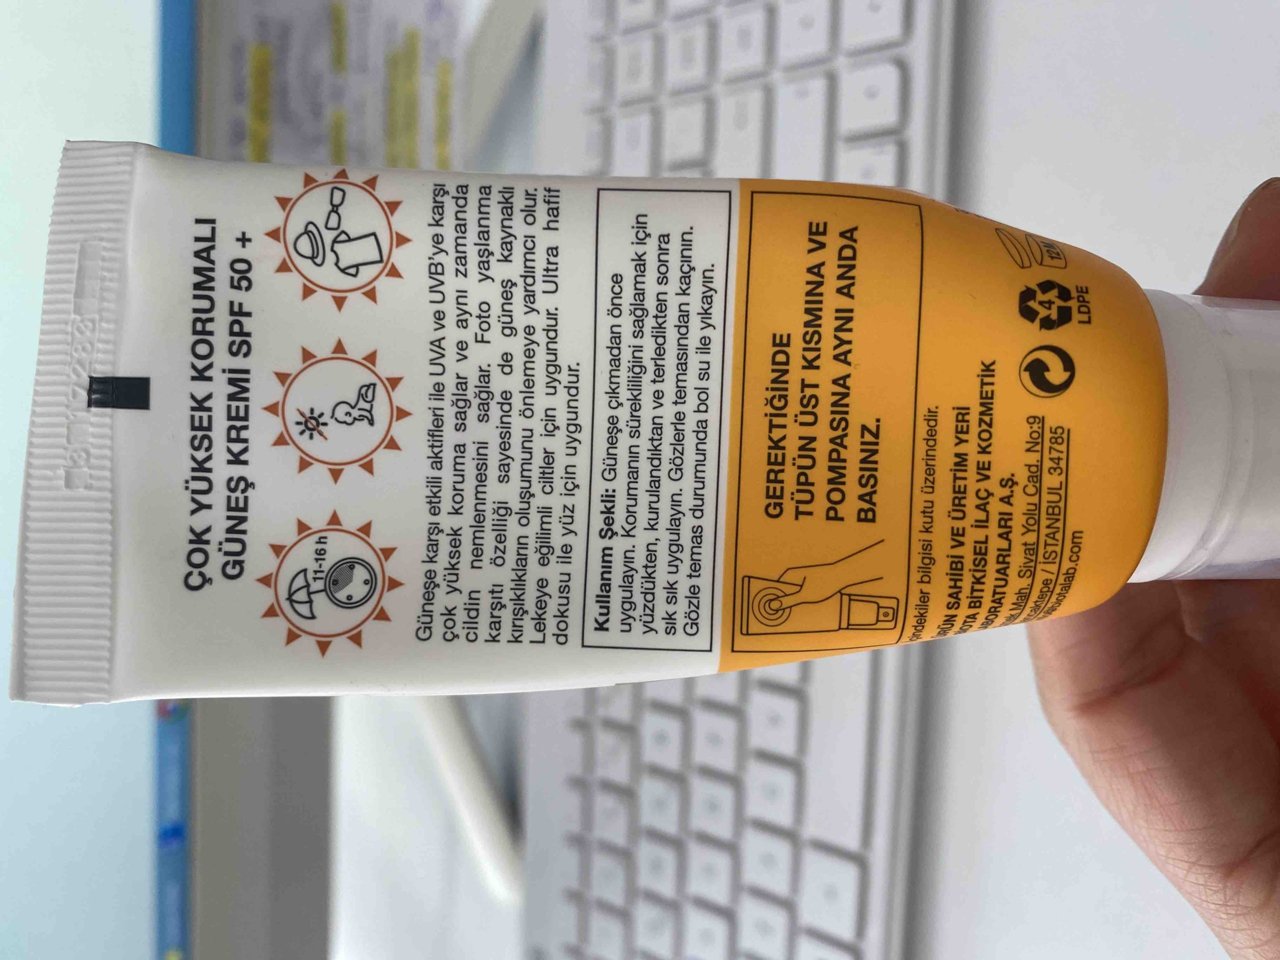 ÇOK YÜKSEK KORUMALI
GÜNEŞ KREMİ SPF 50 +
11-16 h
Güneşe karşı etkili aktifleri ile UVA ve UVB'ye karşı
çok yüksek koruma sağlar ve aynı zamanda
cildin nemlenmesini sağlar. Foto yaşlanma
karşıtı özelliği sayesinde de güneş kaynaklı
kırışıklıkların oluşumunu önlemeye yardımcı olur.
Lekeye eğilimli ciltler için uygundur. Ultra hafif
dokusu ile yüz için uygundur.
Kullanım Şekli: Güneşe çıkmadan önce
uygulayın. Korumanın sürekliliğini sağlamak için
yüzdükten, kurulandıktan ve terledikten sonra
sık sık uygulayın. Gözlerle temasından kaçının.
Gözle temas durumunda bol su ile yıkayın.
GEREKTİĞİNDE
TÜPÜN ÜST KISMINA VE
POMPASINA AYNI ANDA
BASINIZ.
bilgisi kutu üzerindedir.
SAHİBİ VE ÜRETİM YERİ
BİTKİSEL İLAÇ VE KOZMETİK
A.Ş.
Mah. Sivat Yolu Cad. No:9
/ İSTANBUL 34785
4
LDPE
12M